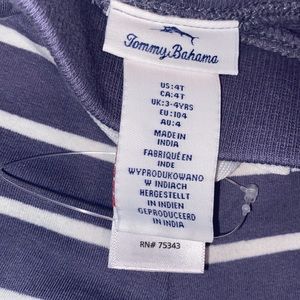 Tommy Bahama
US:4T
CA:4T
UK:3-4YRS
EU:104
AU:4
MADE IN
INDIA
FABRIQUÉ EN
INDE
WYPRODUKOWANO
W INDIACH
HERGESTELLT
IN INDIEN
GEPRODUCEERD
IN INDIA
RN# 75343